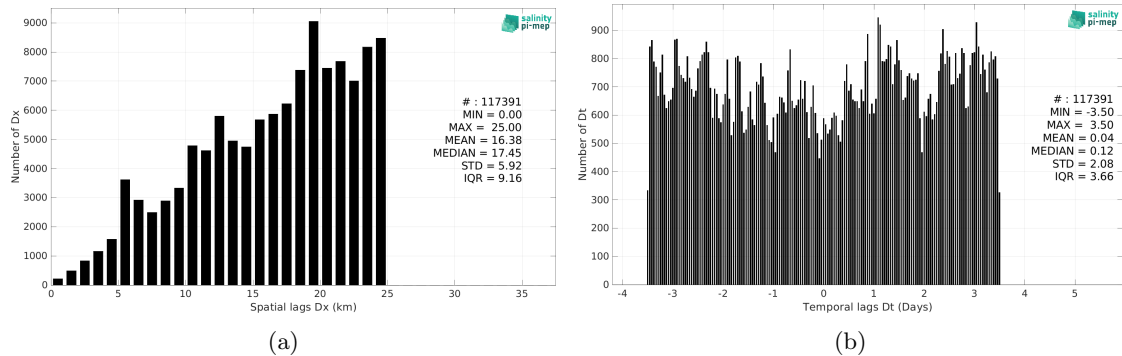 9000
8000
7000
6000
5000
4000
3000
2000
1000
0
Number of Dx
0 5 10 15 20 25 30 35
Spatial lags Dx (km)
salinity
pi-mep
# : 117391
MIN = 0.00
MAX = 25.00
MEAN = 16.38
MEDIAN = 17.45
STD = 5.92
IQR = 9.16
(a)
900
800
700
600
500
400
300
200
100
0
Number of Dt
-4 -3 -2 -1 0 1 2 3 4 5
Temporal lags Dt (Days)
salinity
pi-mep
# : 117391
MIN = -3.50
MAX = 3.50
MEAN = 0.04
MEDIAN = 0.12
STD = 2.08
IQR = 3.66
(b)